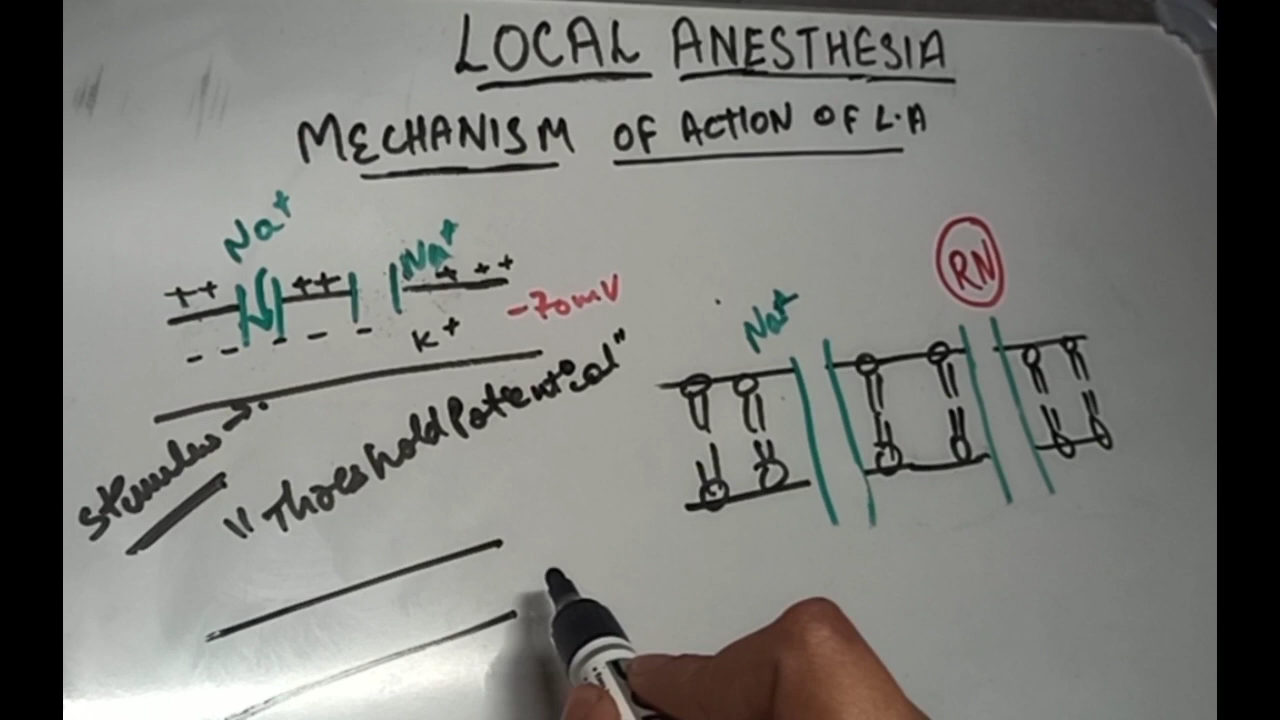 LOCAL ANESTHESIA
MECHANISM OF ACTION OF L.A
Na+
Na+
++ ++ + ++
- - - - -
K+
-70mV
stimulus →
"Threshold Potential"
RN
Na+